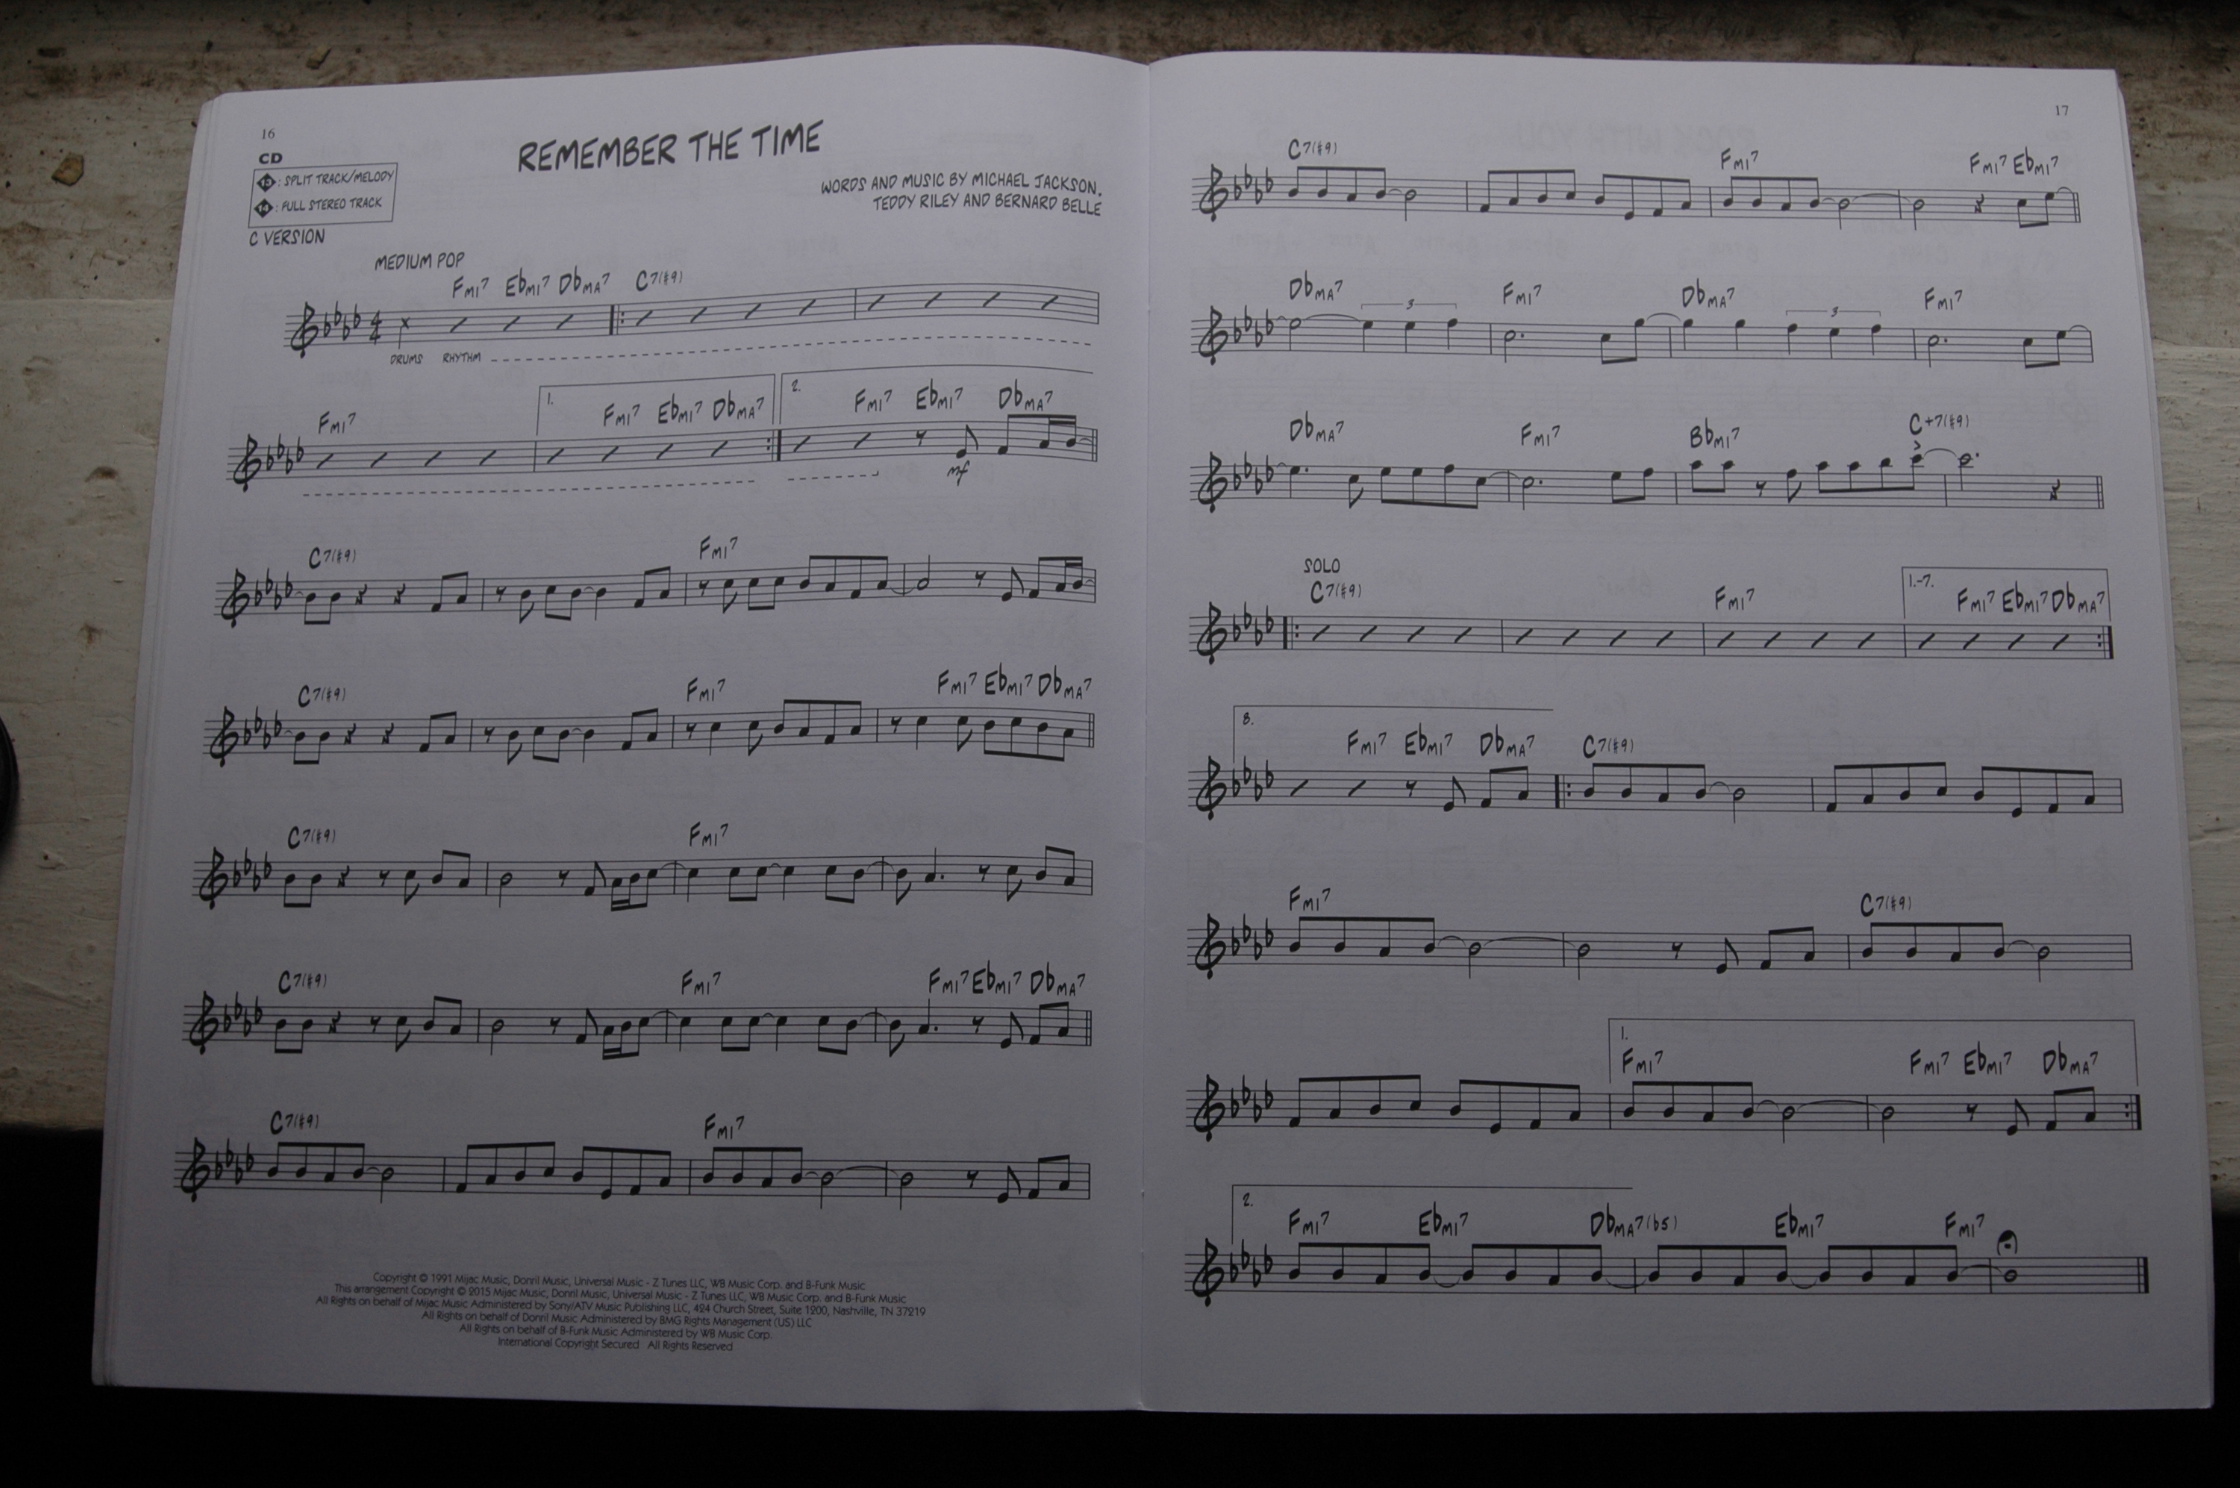 16
CD
13 : SPLIT TRACK/MELODY
14 : FULL STEREO TRACK
C VERSION
REMEMBER THE TIME
WORDS AND MUSIC BY MICHAEL JACKSON,
TEDDY RILEY AND BERNARD BELLE
MEDIUM POP
FMI7 EbMI7 DbMA7 C7(#9)
4
4
DRUMS RHYTHM
FMI7 1. FMI7 EbMI7 DbMA7 2. FMI7 EbMI7 DbMA7
mf
C7(#9) FMI7
C7(#9) FMI7 FMI7 EbMI7 DbMA7
C7(#9) FMI7
C7(#9) FMI7 FMI7 EbMI7 DbMA7
C7(#9) FMI7
Copyright © 1991 Mijac Music, Donril Music, Universal Music - Z Tunes LLC, WB Music Corp. and B-Funk Music
This arrangement Copyright © 2015 Mijac Music, Donril Music, Universal Music - Z Tunes LLC, WB Music Corp. and B-Funk Music
All Rights on behalf of Mijac Music Administered by Sony/ATV Music Publishing LLC, 424 Church Street, Suite 1200, Nashville, TN 37219
All Rights on behalf of Donril Music Administered by BMG Rights Management (US) LLC
All Rights on behalf of B-Funk Music Administered by WB Music Corp.
International Copyright Secured All Rights Reserved
17
C7(#9) FMI7 FMI7 EbMI7
DbMA7 3 FMI7 DbMA7 3 FMI7
DbMA7 FMI7 BbMI7 C+7(#9)
SOLO
C7(#9) FMI7 1.-7. FMI7 EbMI7 DbMA7
8. FMI7 EbMI7 DbMA7 C7(#9)
FMI7 C7(#9)
1.
FMI7 FMI7 EbMI7 DbMA7
2.
FMI7 EbMI7 DbMA7(b5) EbMI7 FMI7